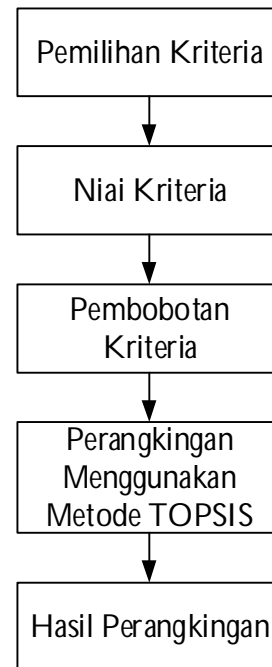 Pemilihan Kriteria
Niai Kriteria
Pembobotan
Kriteria
Perangkingan
Menggunakan
Metode TOPSIS
Hasil Perangkingan